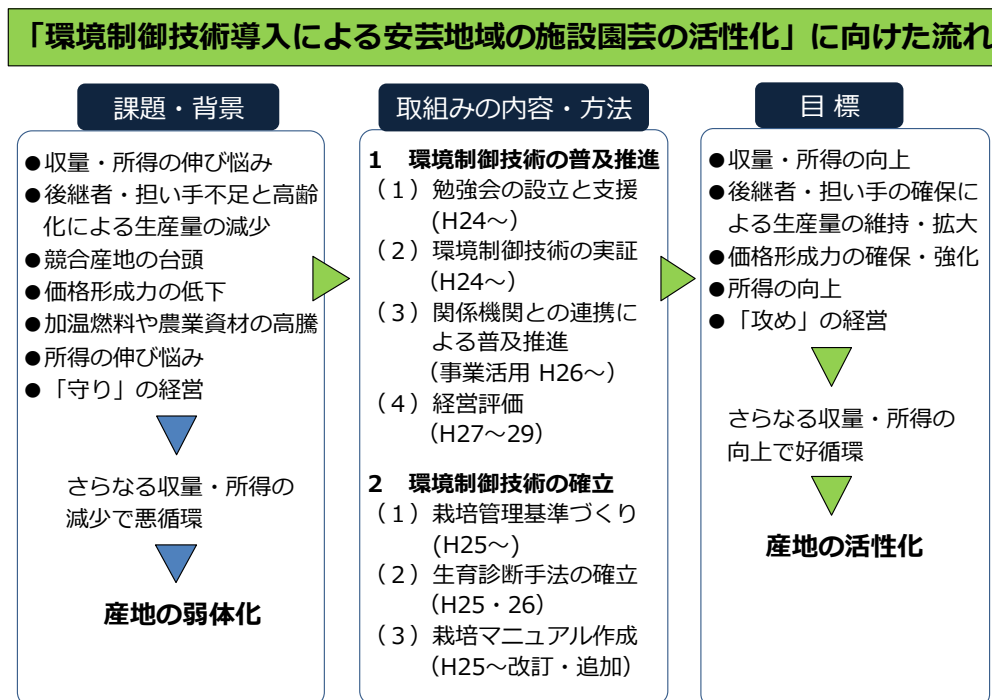 「環境制御技術導入による安芸地域の施設園芸の活性化」に向けた流れ
課題・背景
●収量・所得の伸び悩み
●後継者・担い手不足と高齢
化による生産量の減少
●競合産地の台頭
●価格形成力の低下
●加温燃料や農業資材の高騰
●所得の伸び悩み
●「守り」の経営
さらなる収量・所得の
減少で悪循環
産地の弱体化
取組みの内容・方法
1 環境制御技術の普及推進
（１）勉強会の設立と支援
(H24～)
（２）環境制御技術の実証
(H24～)
（３）関係機関との連携に
よる普及推進
（事業活用 H26～）
（４）経営評価
(H27～29)
2 環境制御技術の確立
（１）栽培管理基準づくり
(H25～)
（２）生育診断手法の確立
（H25・26）
（３）栽培マニュアル作成
（H25～改訂・追加）
目 標
●収量・所得の向上
●後継者・担い手の確保に
よる生産量の維持・拡大
●価格形成力の確保・強化
●所得の向上
●「攻め」の経営
さらなる収量・所得の
向上で好循環
産地の活性化